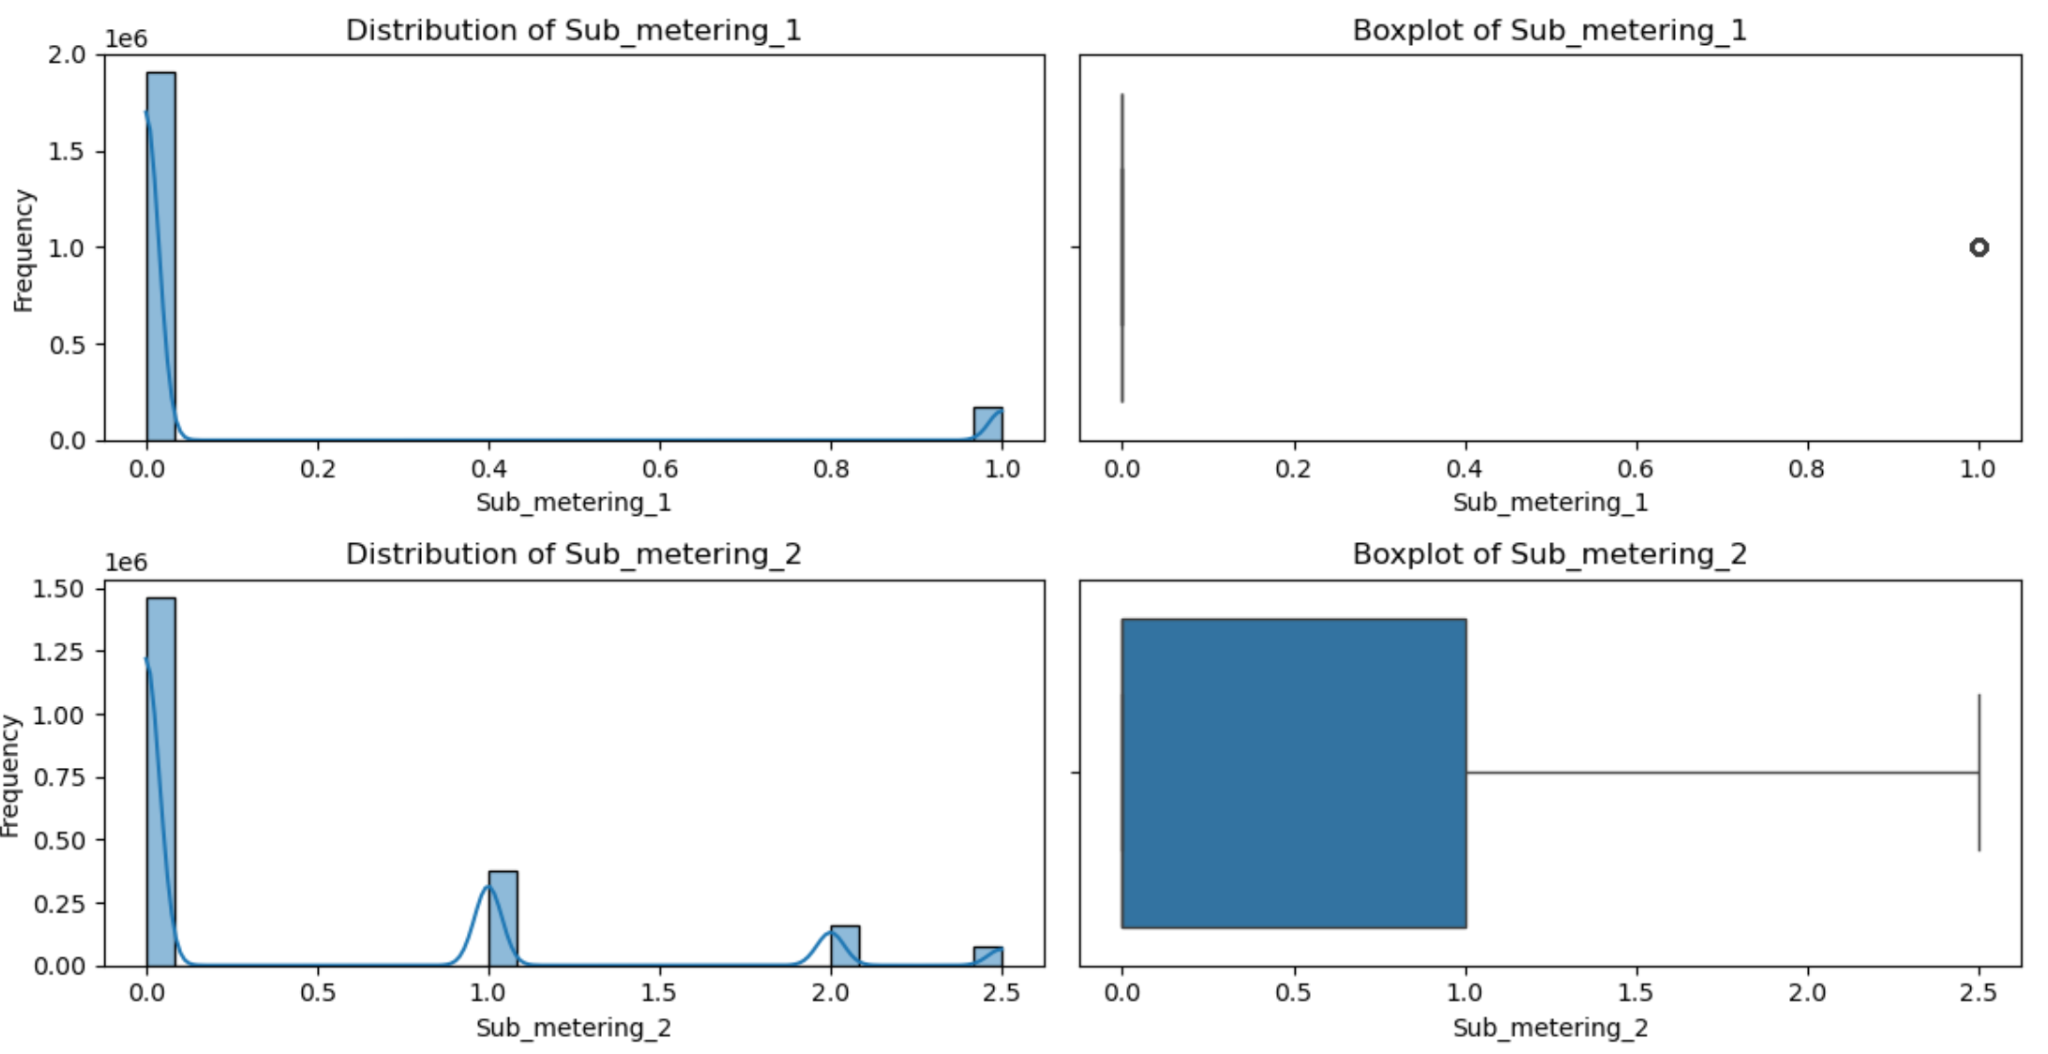 Distribution of Sub_metering_1
1e6
2.0
1.5
1.0
0.5
0.0
Frequency
0.0 0.2 0.4 0.6 0.8 1.0
Sub_metering_1
Boxplot of Sub_metering_1
0.0 0.2 0.4 0.6 0.8 1.0
Sub_metering_1
Distribution of Sub_metering_2
1e6
1.50
1.25
1.00
0.75
0.50
0.25
0.00
Frequency
0.0 0.5 1.0 1.5 2.0 2.5
Sub_metering_2
Boxplot of Sub_metering_2
0.0 0.5 1.0 1.5 2.0 2.5
Sub_metering_2